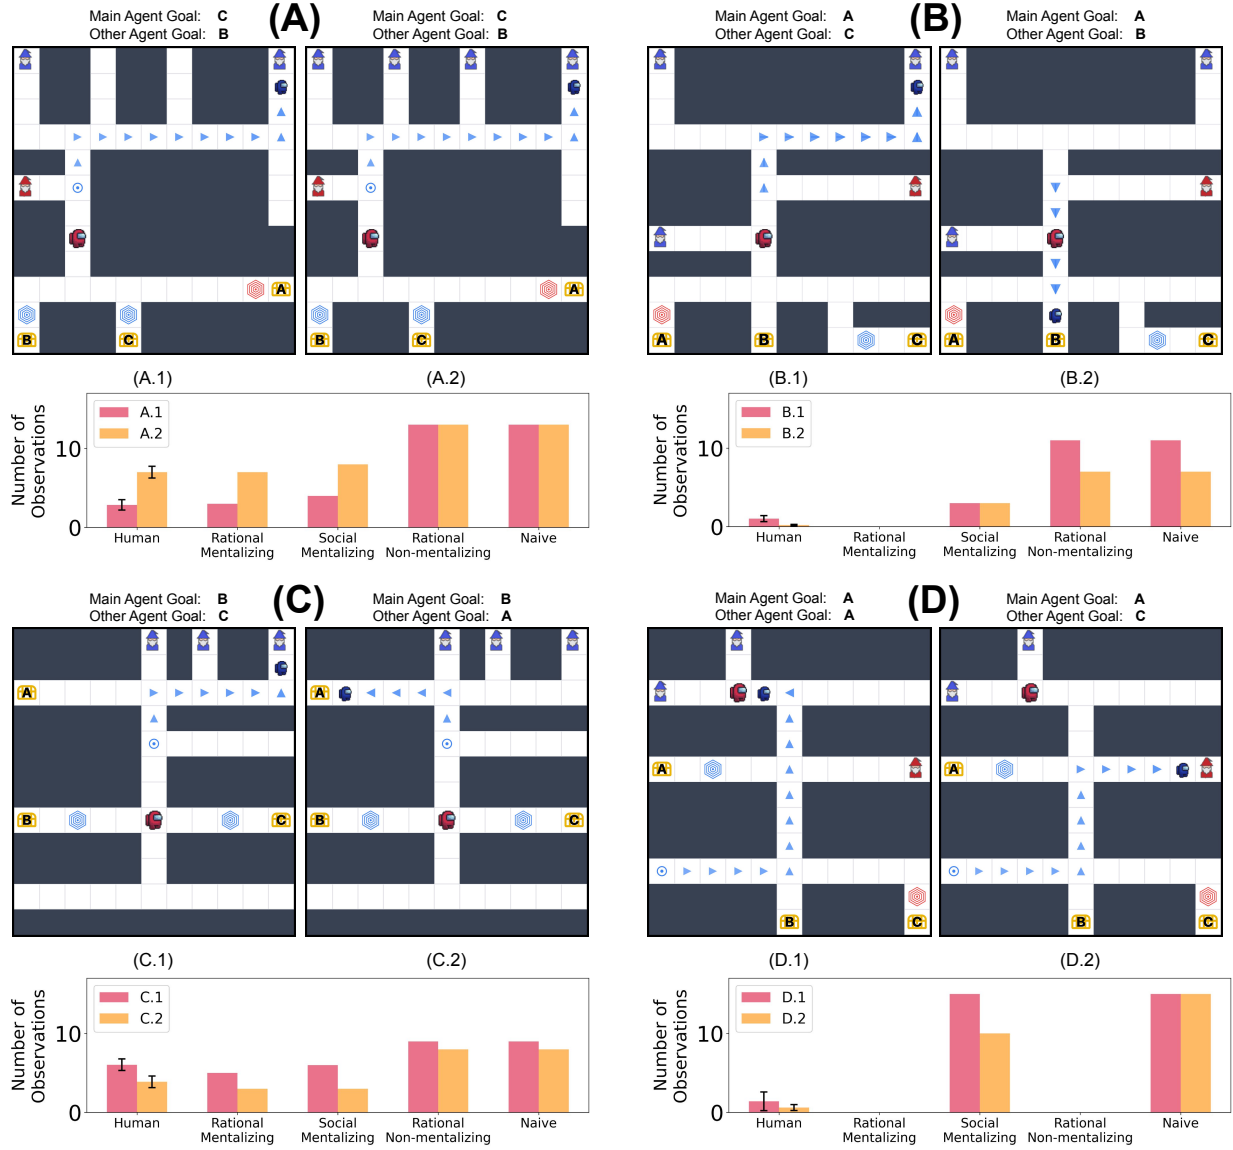 (A)
Main Agent Goal: C
Other Agent Goal: B
Main Agent Goal: C
Other Agent Goal: B
A
B
C
A
B
C
(A.1)
(A.2)
Number of
Observations
10
0
A.1
A.2
Human
Rational
Mentalizing
Social
Mentalizing
Rational
Non-mentalizing
Naive
(B)
Main Agent Goal: A
Other Agent Goal: C
Main Agent Goal: A
Other Agent Goal: B
A
B
C
A
B
C
(B.1)
(B.2)
Number of
Observations
10
0
B.1
B.2
Human
Rational
Mentalizing
Social
Mentalizing
Rational
Non-mentalizing
Naive
(C)
Main Agent Goal: B
Other Agent Goal: C
Main Agent Goal: B
Other Agent Goal: A
A
B
C
A
B
C
(C.1)
(C.2)
Number of
Observations
10
0
C.1
C.2
Human
Rational
Mentalizing
Social
Mentalizing
Rational
Non-mentalizing
Naive
(D)
Main Agent Goal: A
Other Agent Goal: A
Main Agent Goal: A
Other Agent Goal: C
A
B
C
A
B
C
(D.1)
(D.2)
Number of
Observations
10
0
D.1
D.2
Human
Rational
Mentalizing
Social
Mentalizing
Rational
Non-mentalizing
Naive